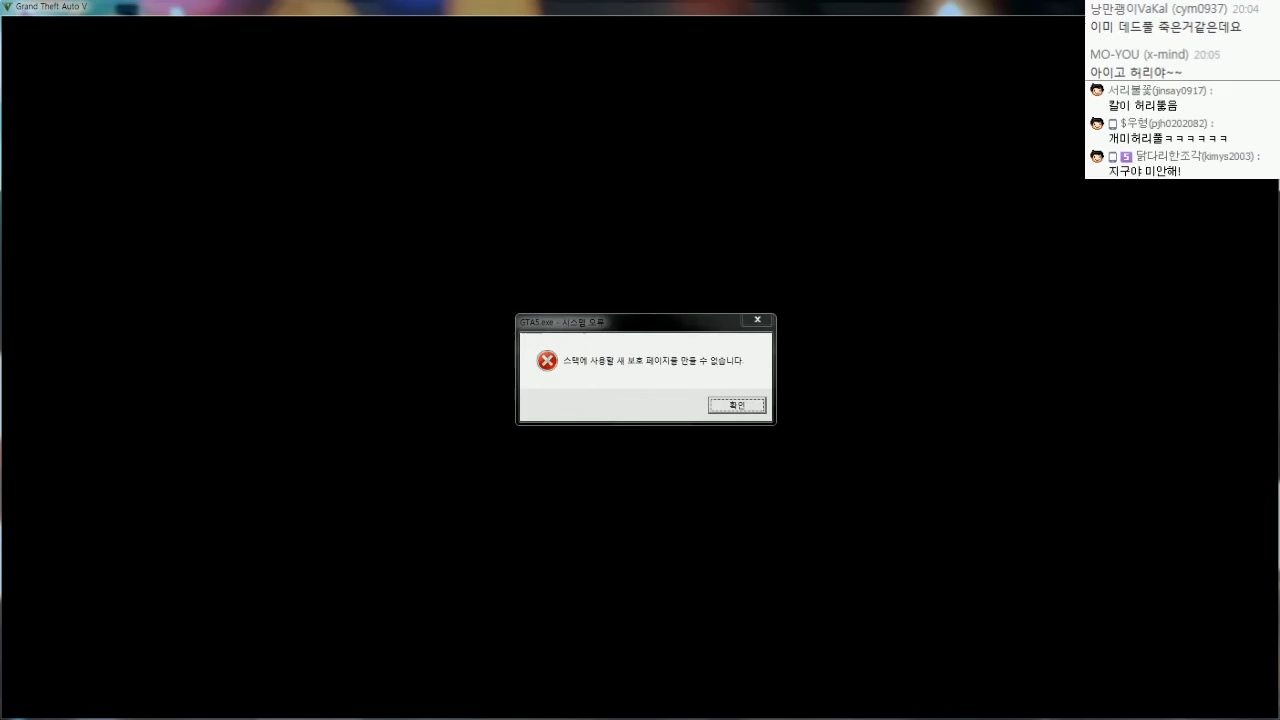 Grand Theft Auto V
낭만괭이VaKal (cym0937) 20:04
이미 데드풀 죽은거같은데요
MO-YOU (x-mind) 20:05
아이고 허리야~~
서리불꽃(jinsay0917) :
칼이 허리뚫음
$우형(pjh0202082) :
개미허리풀ㅋㅋㅋㅋㅋㅋ
5 닭다리한조각(kimys2003) :
지구야 미안해!
GTA5.exe - 시스템 오류
스택에 사용할 새 보호 페이지를 만들 수 없습니다.
확인